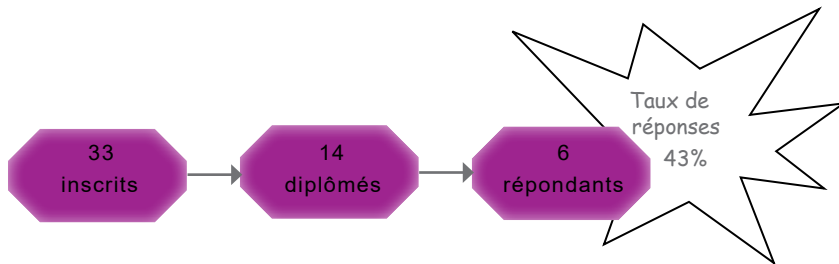 33
inscrits
14
diplômés
6
répondants
Taux de
réponses
43%